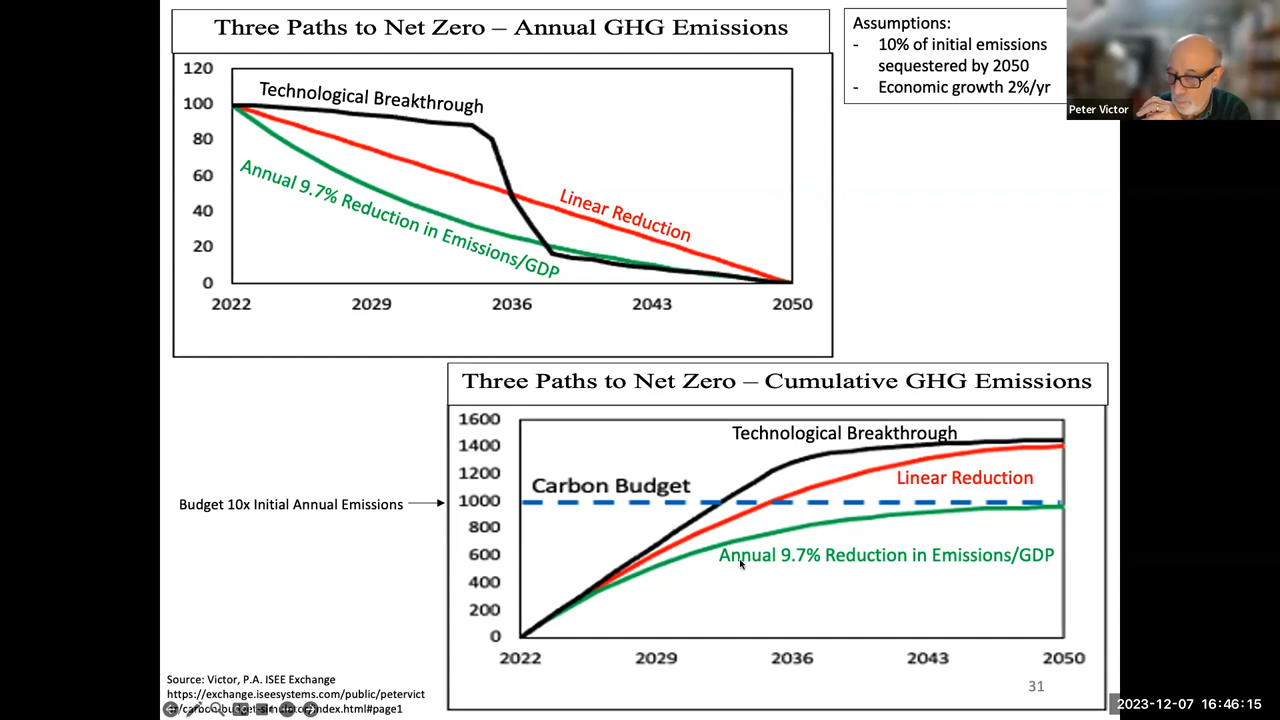 Three Paths to Net Zero – Annual GHG Emissions
120
100
80
60
40
20
0
2022
2029
2036
2043
2050
Technological Breakthrough
Linear Reduction
Annual 9.7% Reduction in Emissions/GDP
Assumptions:
- 10% of initial emissions
sequestered by 2050
- Economic growth 2%/yr
Peter Victor
Three Paths to Net Zero – Cumulative GHG Emissions
1600
1400
1200
1000
800
600
400
200
0
2022
2029
2036
2043
2050
Technological Breakthrough
Carbon Budget
Linear Reduction
Annual 9.7% Reduction in Emissions/GDP
Budget 10x Initial Annual Emissions
31
Source: Victor, P.A. ISEE Exchange
https://exchange.iseesystems.com/public/petervict
index.html#page1
2023-12-07 16:46:15